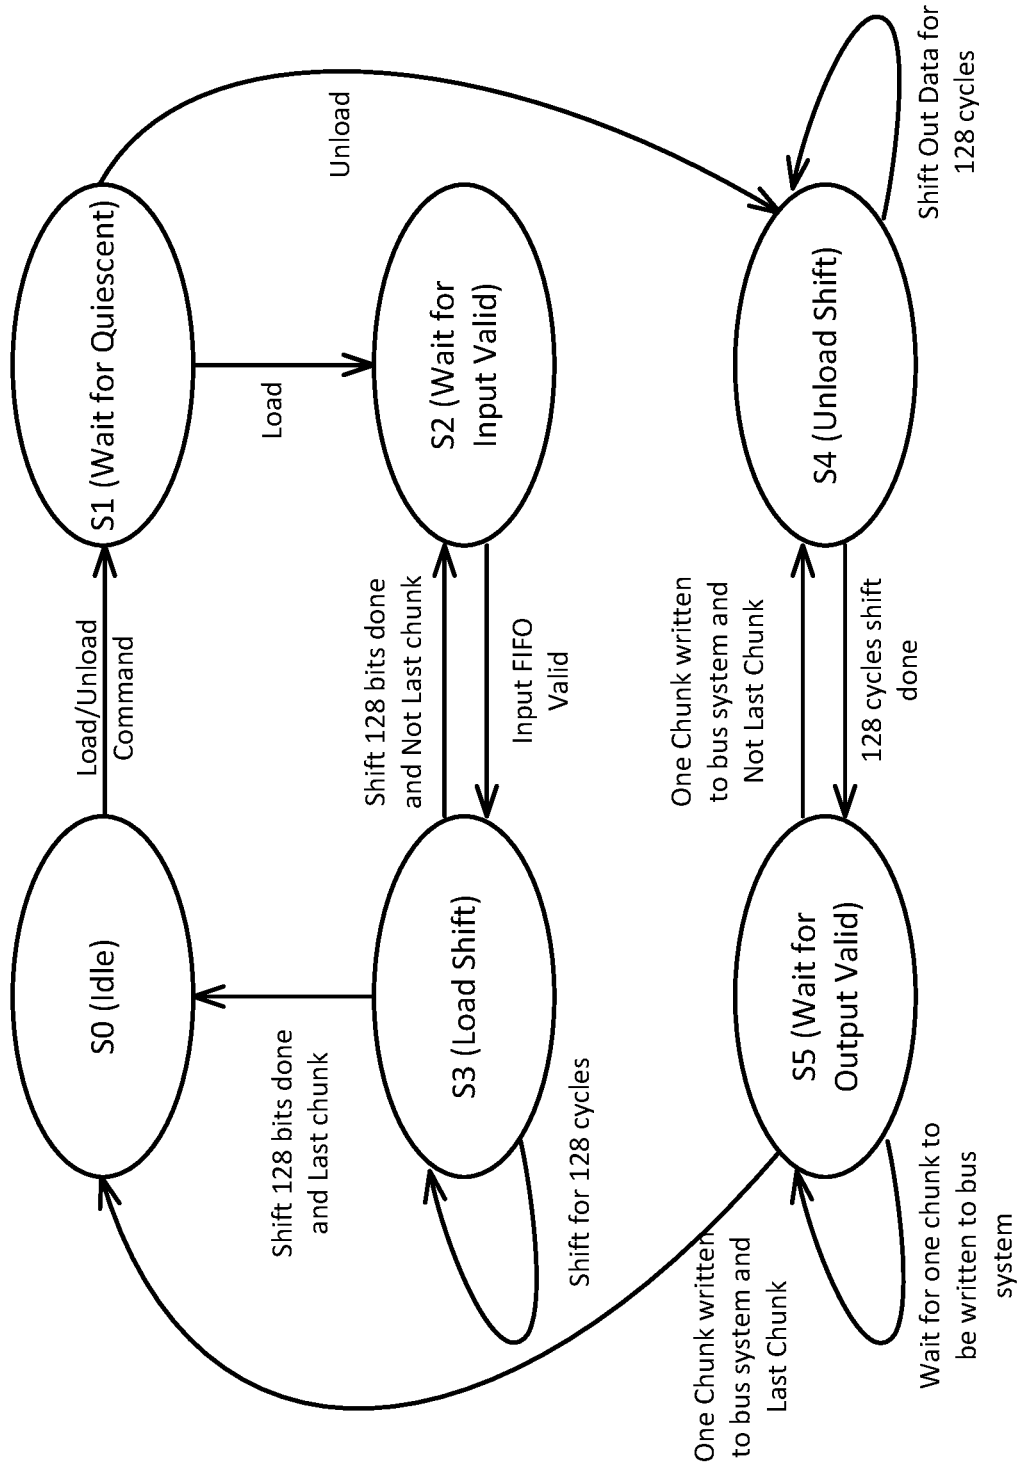 S0 (Idle)
Load/Unload
Command
S1 (Wait for Quiescent)
Shift 128 bits done
and Last chunk
Load
Unload
S3 (Load Shift)
Shift 128 bits done
and Not Last chunk
Input FIFO
Valid
S2 (Wait for
Input Valid)
Shift for 128 cycles
One Chunk written
to bus system and
Last Chunk
S5 (Wait for
Output Valid)
One Chunk written
to bus system and
Not Last Chunk
128 cycles shift
done
S4 (Unload Shift)
Wait for one chunk to
be written to bus
system
Shift Out Data for
128 cycles